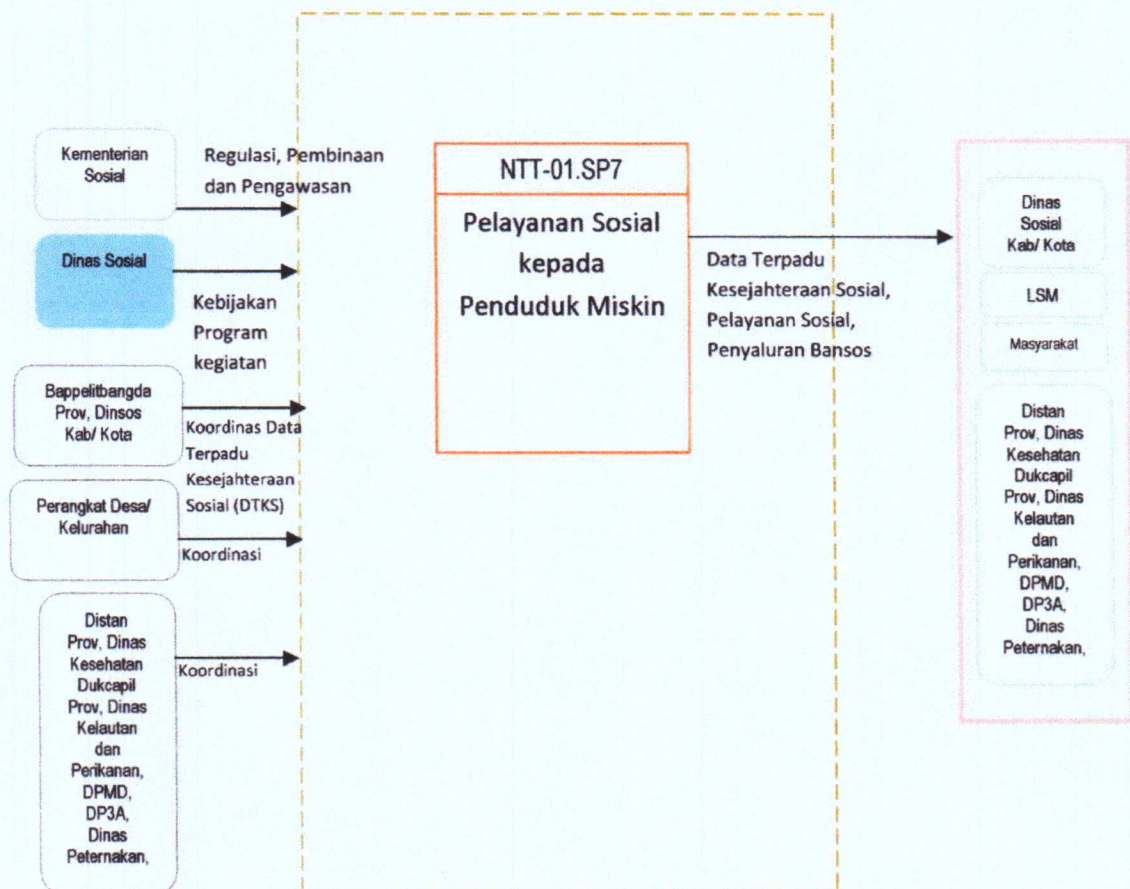 Kementerian
Sosial
Regulasi, Pembinaan
dan Pengawasan
Dinas Sosial
Kebijakan
Program
kegiatan
Bappelitbangda
Prov, Dinsos
Kab/ Kota
Koordinas Data
Terpadu
Kesejahteraan
Sosial (DTKS)
Perangkat Desa/
Kelurahan
Koordinasi
Distan
Prov, Dinas
Kesehatan
Dukcapil
Prov, Dinas
Kelautan
dan
Perikanan,
DPMD,
DP3A,
Dinas
Peternakan,
Koordinasi
NTT-01.SP7
Pelayanan Sosial
kepada
Penduduk Miskin
Data Terpadu
Kesejahteraan Sosial,
Pelayanan Sosial,
Penyaluran Bansos
Dinas
Sosial
Kab/ Kota
LSM
Masyarakat
Distan
Prov, Dinas
Kesehatan
Dukcapil
Prov, Dinas
Kelautan
dan
Perikanan,
DPMD,
DP3A,
Dinas
Peternakan,